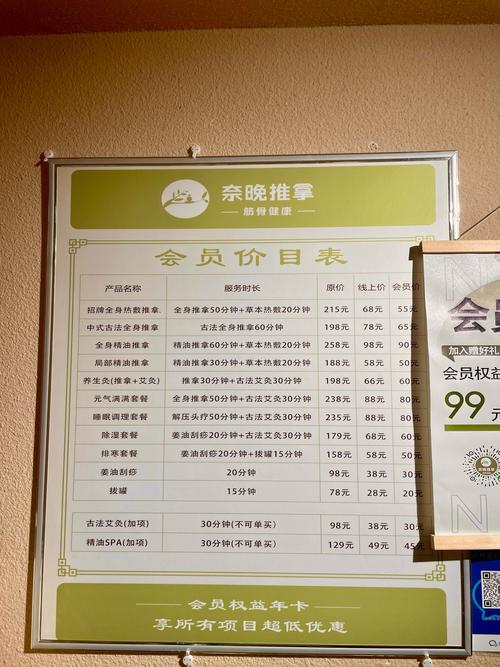 奈晚推拿
筋骨健康
会员价目表
产品名称 服务时长 原价 线上价 会员价
招牌全身热敷推拿 全身推拿50分钟+草本热敷20分钟 215元 68元 55元
中式古法全身推拿 古法全身推拿60分钟 198元 78元 65元
全身精油推拿 精油推拿60分钟+草本热敷20分钟 258元 98元 90元
局部精油推拿 精油推拿30分钟+草本热敷20分钟 188元 58元 50元
养生灸(推拿+艾灸) 推拿30分钟+古法艾灸30分钟 198元 66元 60元
元气满满套餐 全身推拿50分钟+古法艾灸30分钟 238元 88元 80元
睡眠调理套餐 解压头疗50分钟+古法艾灸30分钟 235元 88元 80元
除湿套餐 姜油刮痧20分钟+古法艾灸30分钟 179元 68元 60元
排寒套餐 姜油刮痧20分钟+拔罐15分钟 158元 58元 50元
姜油刮痧 20分钟 98元 38元 30元
拔罐 15分钟 78元 28元 20元
古法艾灸(加项) 30分钟(不可单买) 98元 38元 30元
精油SPA(加项) 30分钟(不可单买) 129元 49元 45元
会员权益年卡
享所有项目超低优惠
会员
加入赠好礼
会员权益
99元